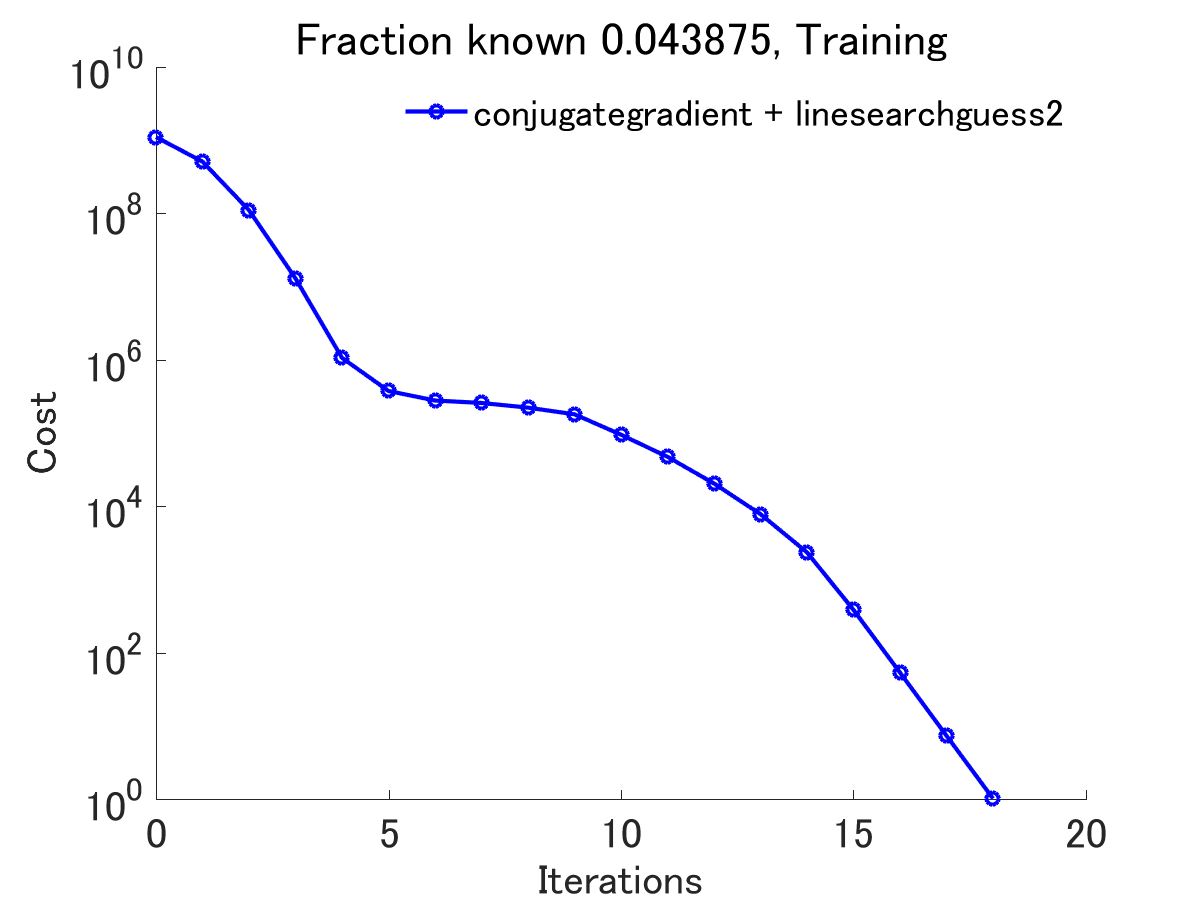 Fraction known 0.043875, Training
conjugategradient + linesearchguess2
Cost
10^10
10^8
10^6
10^4
10^2
10^0
0 5 10 15 20
Iterations